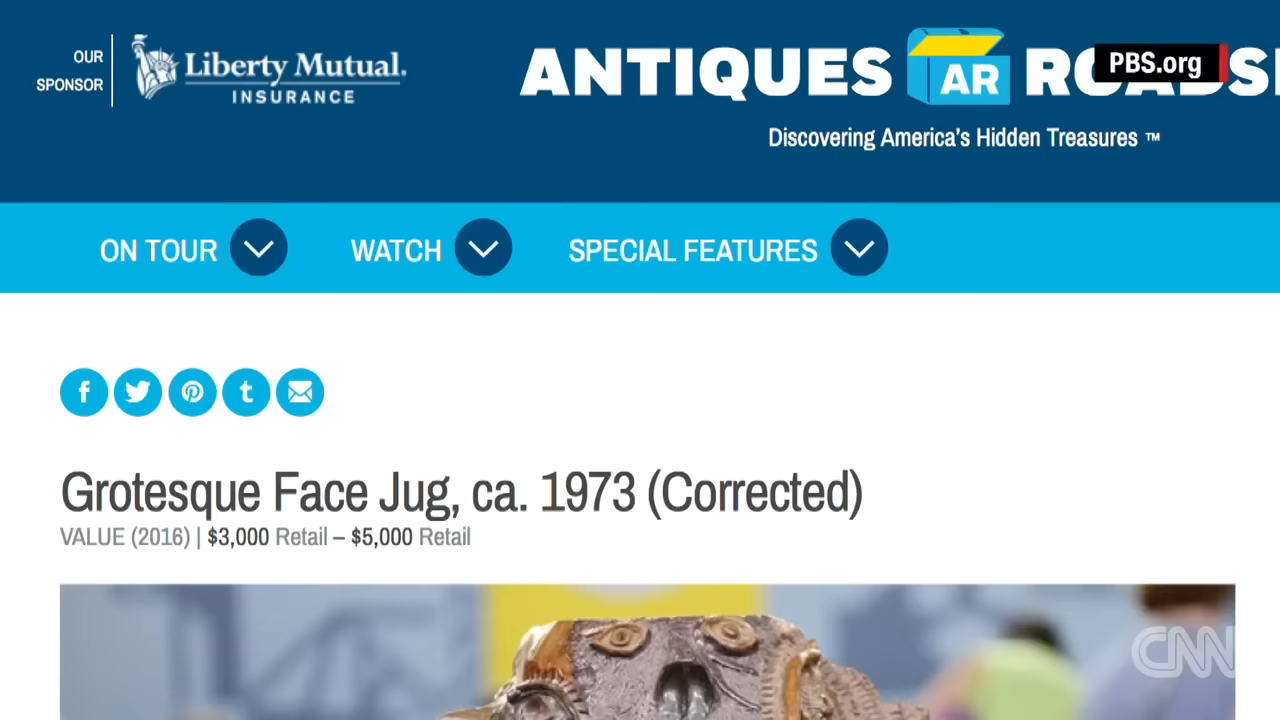 OUR
SPONSOR
Liberty Mutual.
INSURANCE
ANTIQUES AR
PBS.org
Discovering America's Hidden Treasures ™
ON TOUR WATCH SPECIAL FEATURES
Grotesque Face Jug, ca. 1973 (Corrected)
VALUE (2016) | $3,000 Retail – $5,000 Retail
CNN